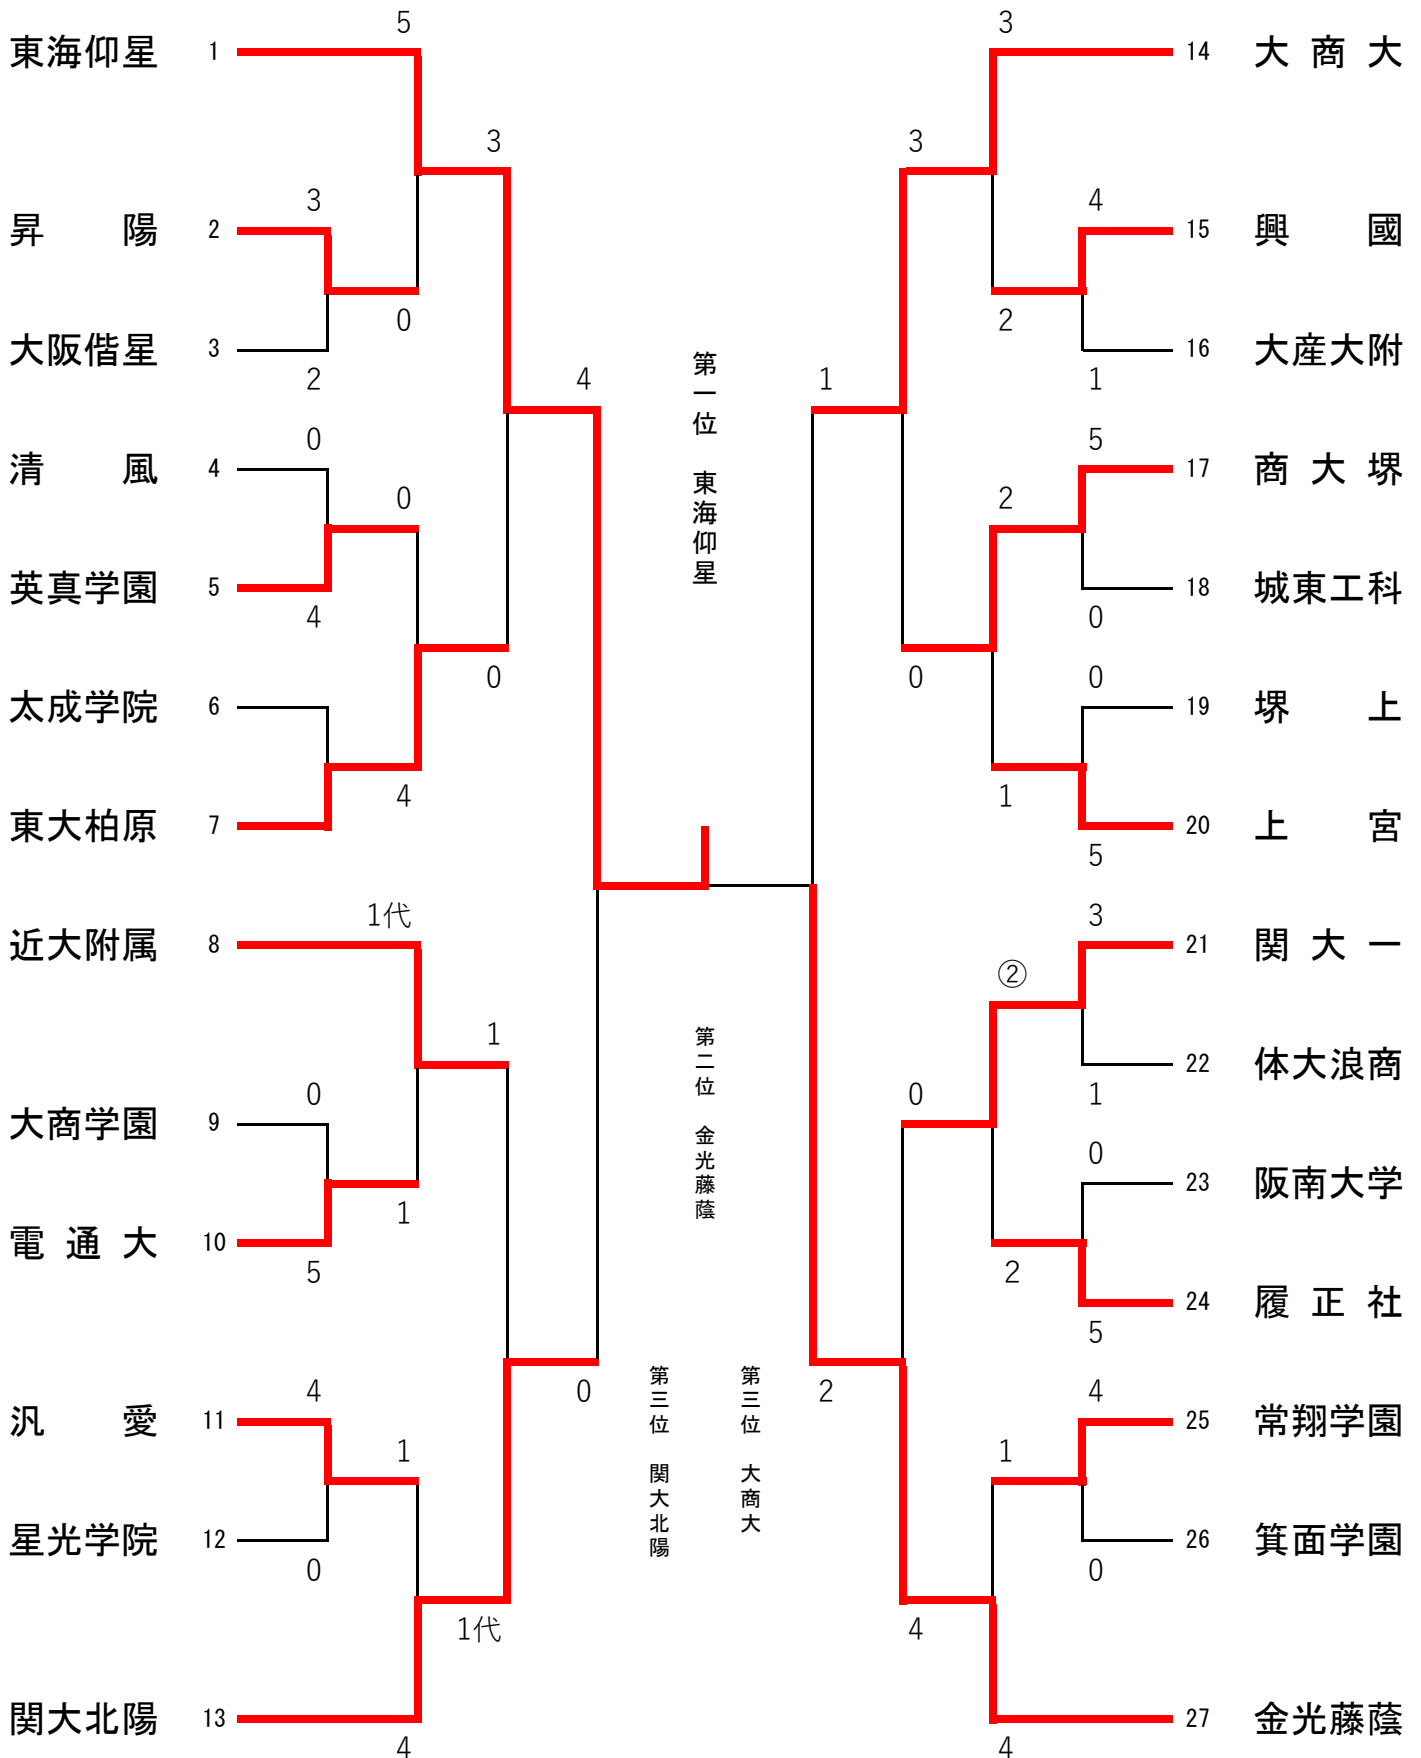 5
東海仰星 1
3
3
昇陽 2
0
大阪偕星 3
2
4
0
清風 4
0
英真学園 5
4
0
太成学院 6
4
東大柏原 7
1代
近大附属 8
1
0
大商学園 9
1
電通大 10
5
4
汎愛 11
1
0
星光学院 12
0
1代
関大北陽 13
4
第一位 東海仰星
第二位 金光藤蔭
第三位 関大北陽
第三位 大商大
3
14 大商大
3
4
15 興國
2
16 大産大附
1
1
5
17 商大堺
2
18 城東工科
0
0
0
19 堺上
1
20 上宮
5
3
21 関大一
②
22 体大浪商
1
0
0
23 阪南大学
2
24 履正社
5
2
4
25 常翔学園
1
26 箕面学園
0
4
27 金光藤蔭
4